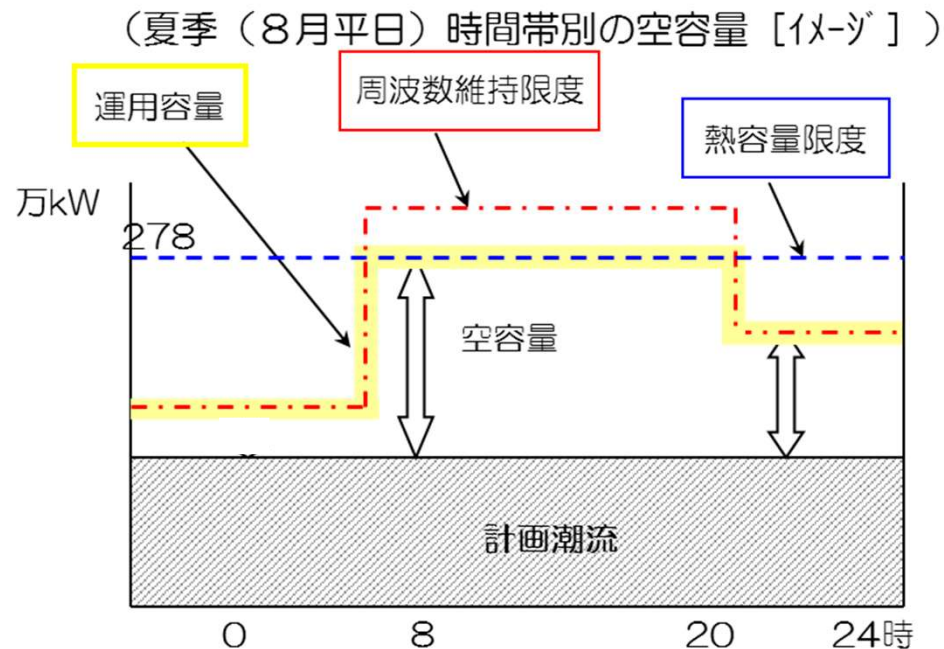 （夏季（８月平日）時間帯別の空容量［ｲﾒｰｼﾞ］）
運用容量
周波数維持限度
熱容量限度
万kW
278
空容量
計画潮流
0
8
20
24時